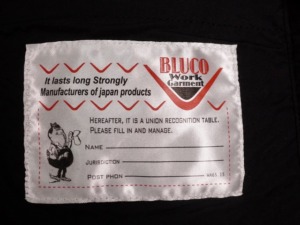 BLUCO
Work
Garment
It lasts long Strongly
Manufacturers of japan products
HEREAFTER, IT IS A UNION RECOGNITION TABLE.
PLEASE FILL IN AND MANAGE.
NAME
JURISDICTION
POST PHON